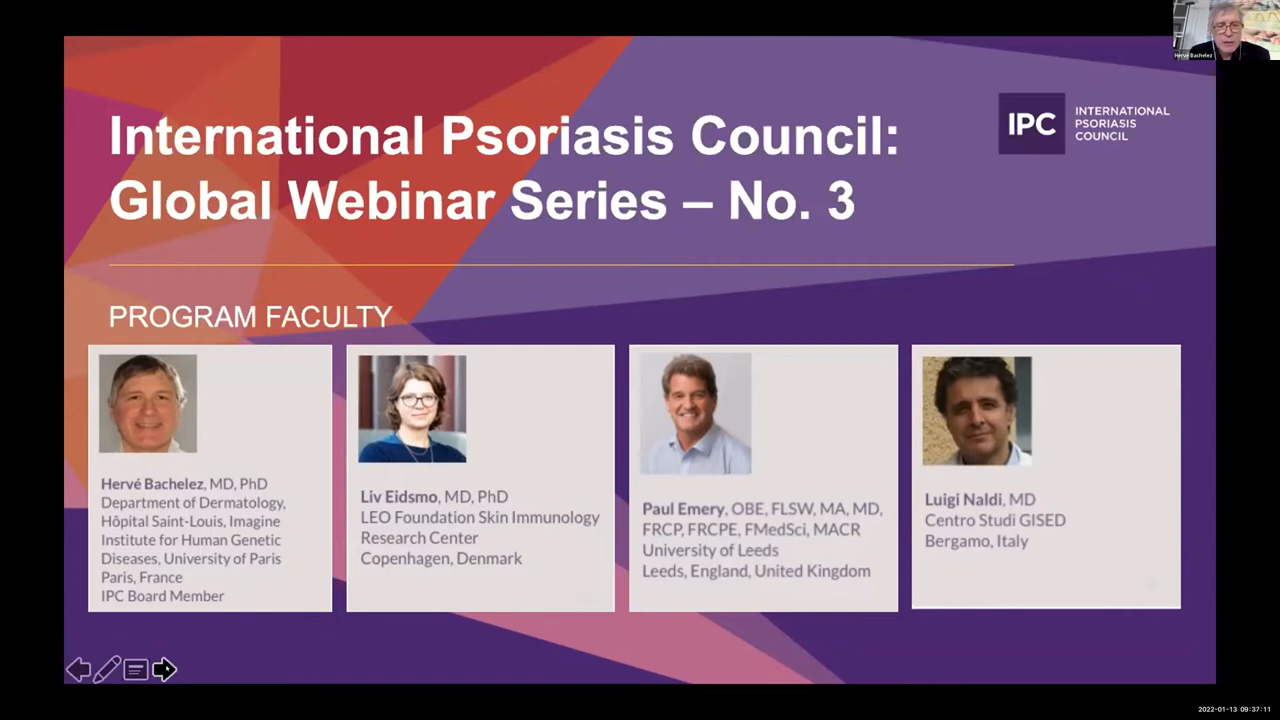 Hervé Bachelez
International Psoriasis Council:
Global Webinar Series – No. 3
IPC
INTERNATIONAL
PSORIASIS
COUNCIL
PROGRAM FACULTY
Hervé Bachelez, MD, PhD
Department of Dermatology,
Hôpital Saint-Louis, Imagine
Institute for Human Genetic
Diseases, University of Paris
Paris, France
IPC Board Member
Liv Eidsmo, MD, PhD
LEO Foundation Skin Immunology
Research Center
Copenhagen, Denmark
Paul Emery, OBE, FLSW, MA, MD,
FRCP, FRCPE, FMedSci, MACR
University of Leeds
Leeds, England, United Kingdom
Luigi Naldi, MD
Centro Studi GISED
Bergamo, Italy
2022-01-13 09:37:11